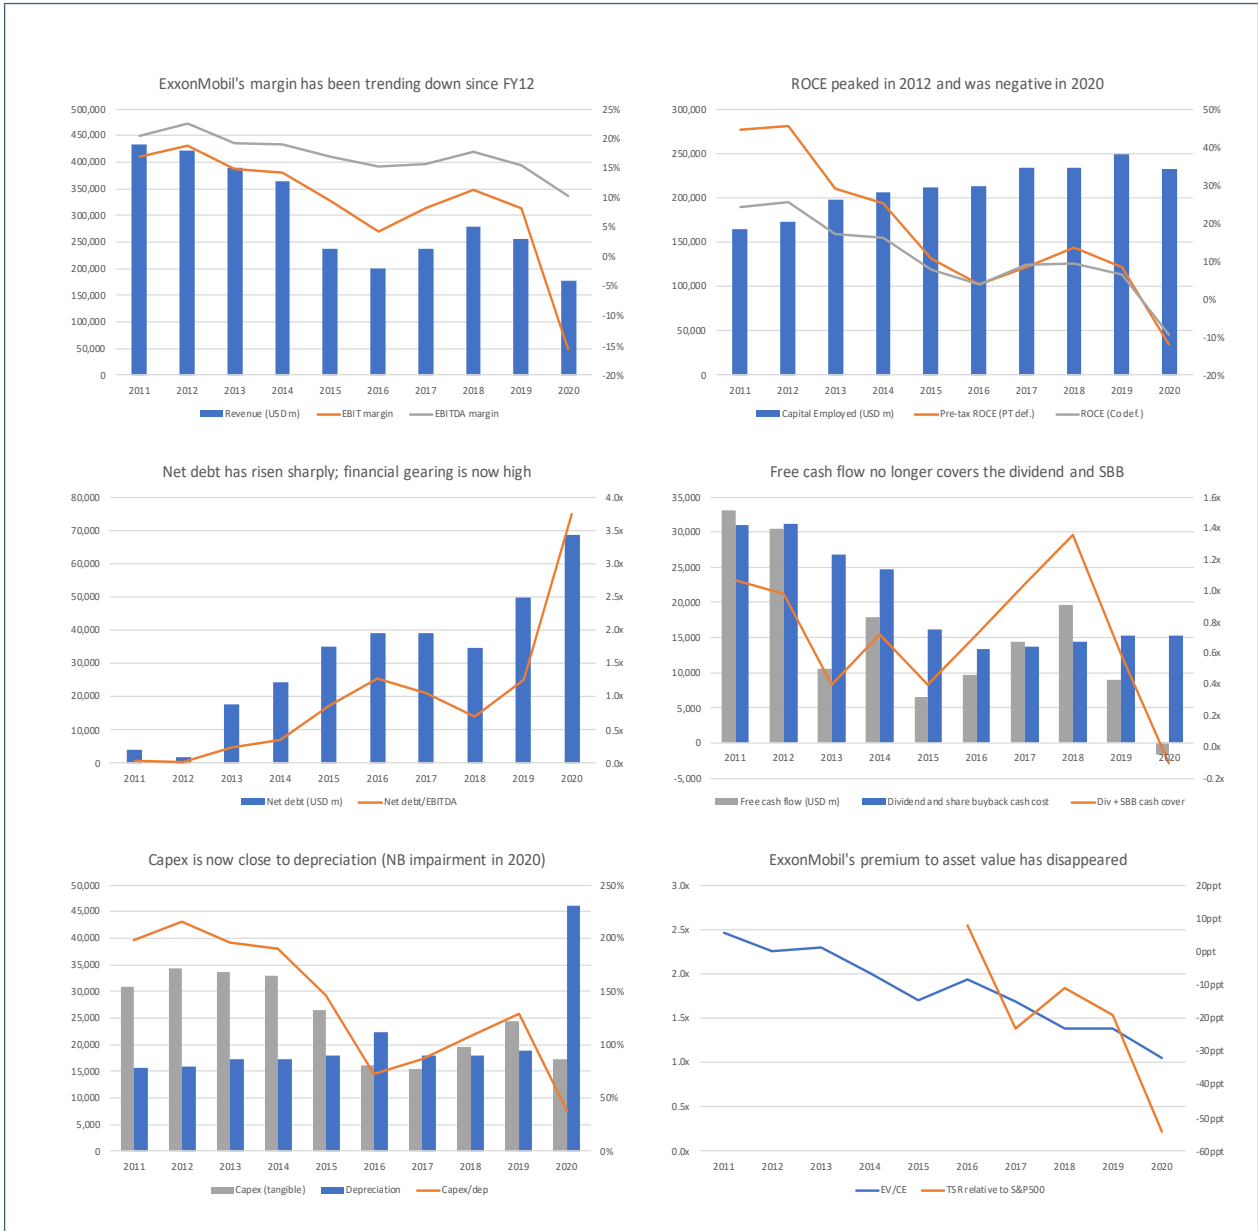 ExxonMobil's margin has been trending down since FY12
500,000 25%
450,000 20%
400,000 15%
350,000 10%
300,000 5%
250,000 0%
200,000 -5%
150,000 -10%
100,000 -15%
50,000 -20%
0
2011 2012 2013 2014 2015 2016 2017 2018 2019 2020
Revenue (USD m) EBIT margin EBITDA margin
ROCE peaked in 2012 and was negative in 2020
300,000 50%
250,000 40%
200,000 30%
150,000 20%
100,000 10%
50,000 0%
0 -10%
-20%
2011 2012 2013 2014 2015 2016 2017 2018 2019 2020
Capital Employed (USD m) Pre-tax ROCE (PT def.) ROCE (Co def.)
Net debt has risen sharply; financial gearing is now high
80,000 4.0x
70,000 3.5x
60,000 3.0x
50,000 2.5x
40,000 2.0x
30,000 1.5x
20,000 1.0x
10,000 0.5x
0 0.0x
2011 2012 2013 2014 2015 2016 2017 2018 2019 2020
Net debt (USD m) Net debt/EBITDA
Free cash flow no longer covers the dividend and SBB
35,000 1.6x
30,000 1.4x
25,000 1.2x
20,000 1.0x
15,000 0.8x
10,000 0.6x
5,000 0.4x
0 0.2x
-5,000 0.0x
-0.2x
2011 2012 2013 2014 2015 2016 2017 2018 2019 2020
Free cash flow (USD m) Dividend and share buyback cash cost Div + SBB cash cover
Capex is now close to depreciation (NB impairment in 2020)
50,000 250%
45,000 200%
40,000 150%
35,000 100%
30,000 50%
25,000 0%
20,000
15,000
10,000
5,000
0
2011 2012 2013 2014 2015 2016 2017 2018 2019 2020
Capex (tangible) Depreciation Capex/dep
ExxonMobil's premium to asset value has disappeared
3.0x 20ppt
2.5x 10ppt
2.0x 0ppt
1.5x -10ppt
1.0x -20ppt
0.5x -30ppt
0.0x -40ppt
-50ppt
-60ppt
2011 2012 2013 2014 2015 2016 2017 2018 2019 2020
EV/CE TSR relative to S&P500